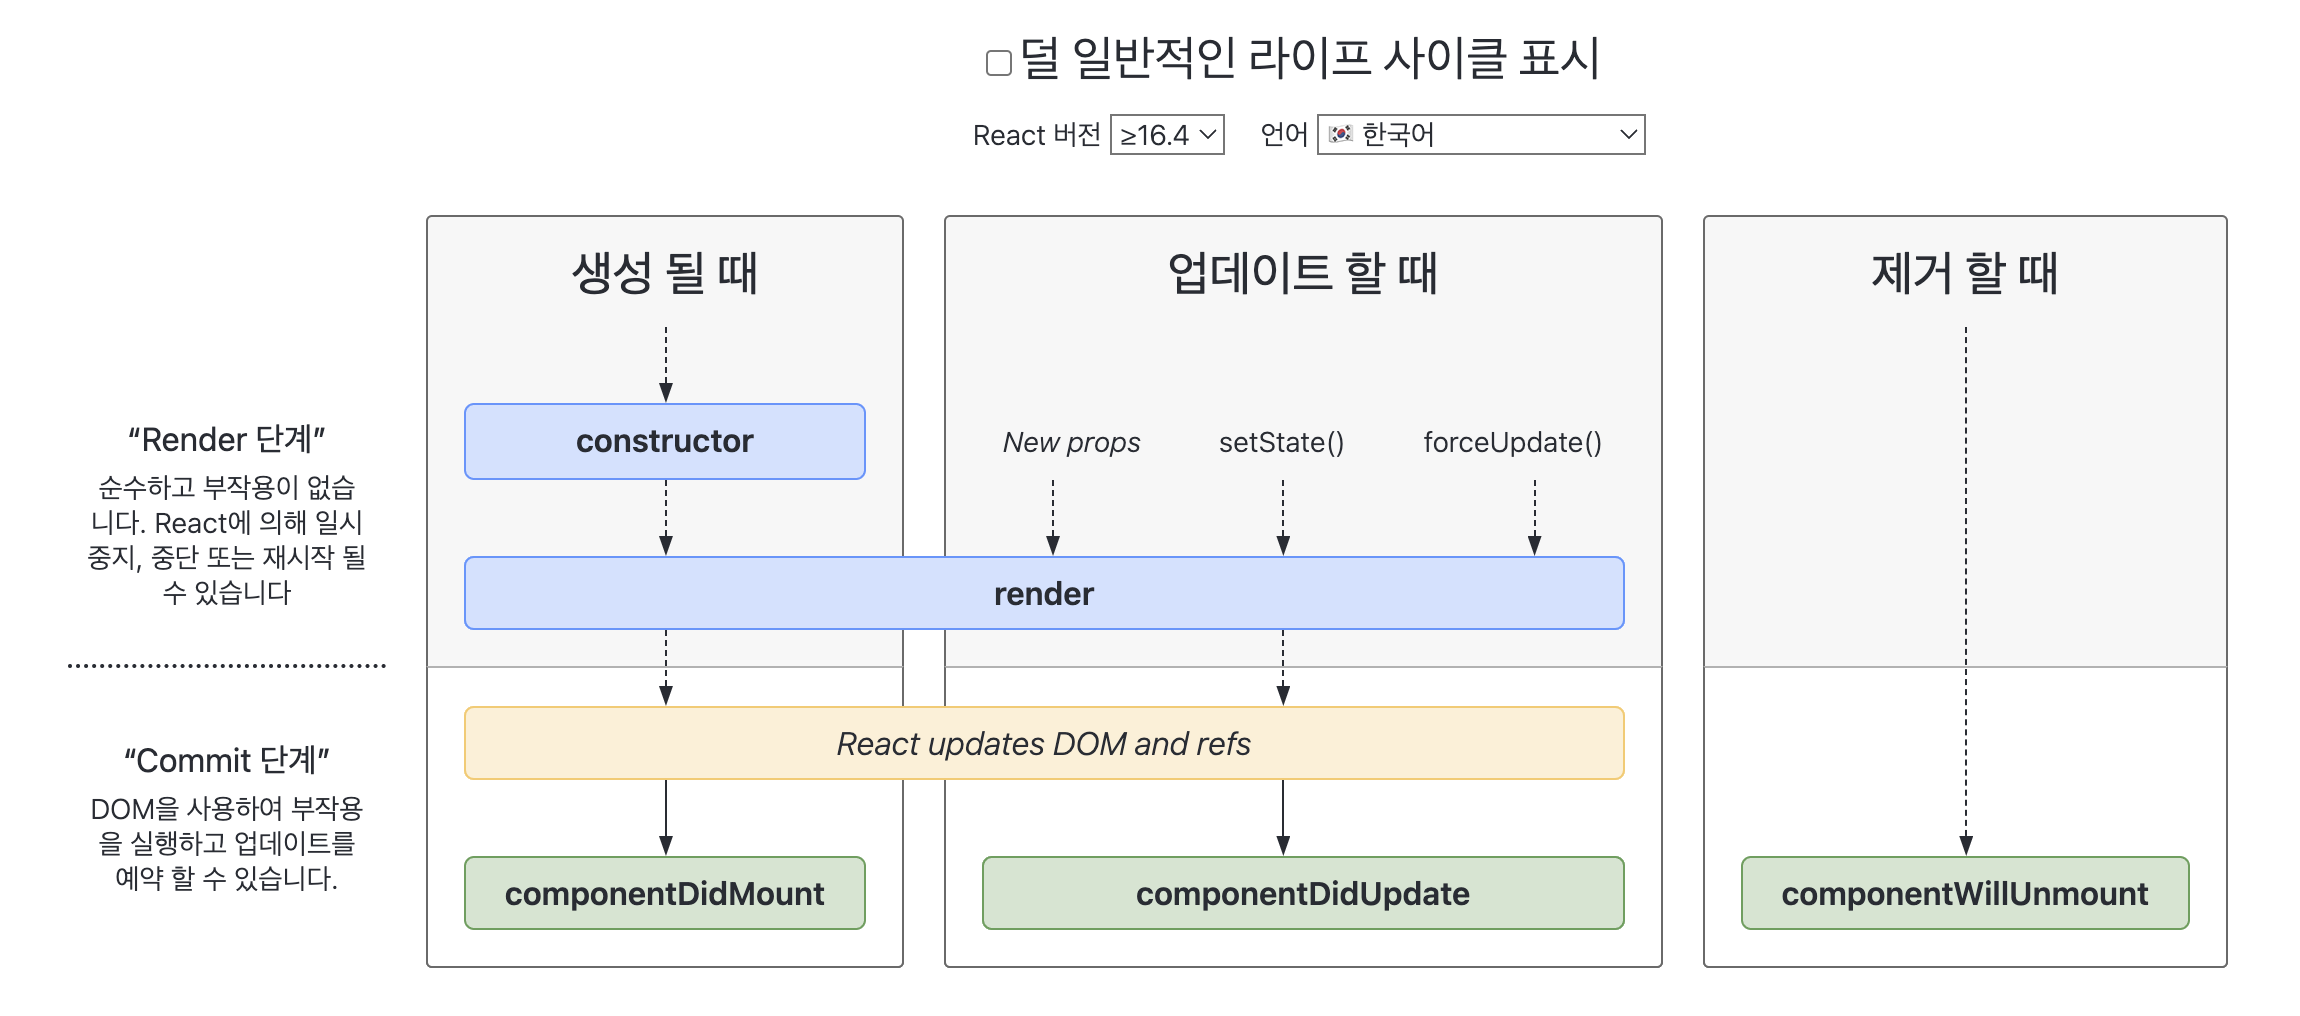 덜 일반적인 라이프 사이클 표시
React 버전 ≥16.4 언어 한국어
생성 될 때
업데이트 할 때
제거 할 때
“Render 단계”
순수하고 부작용이 없습
니다. React에 의해 일시
중지, 중단 또는 재시작 될
수 있습니다
constructor
New props
setState()
forceUpdate()
render
“Commit 단계”
DOM을 사용하여 부작용
을 실행하고 업데이트를
예약 할 수 있습니다.
React updates DOM and refs
componentDidMount
componentDidUpdate
componentWillUnmount